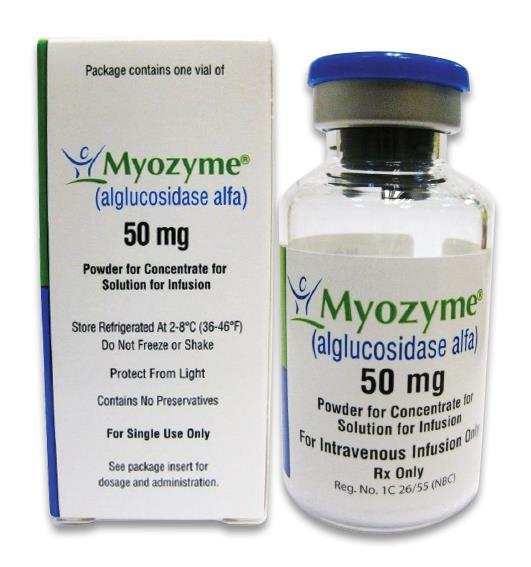 Package contains one vial of
Myozyme®
(alglucosidase alfa)
50 mg
Powder for Concentrate for
Solution for Infusion
Store Refrigerated At 2-8°C (36-46°F)
Do Not Freeze or Shake
Protect From Light
Contains No Preservatives
For Single Use Only
See package insert for
dosage and administration.
Myozyme®
(alglucosidase alfa)
50 mg
Powder for Concentrate for
Solution for Infusion
For Intravenous Infusion Only
Rx Only
Reg. No. 1C 26/55 (NBC)